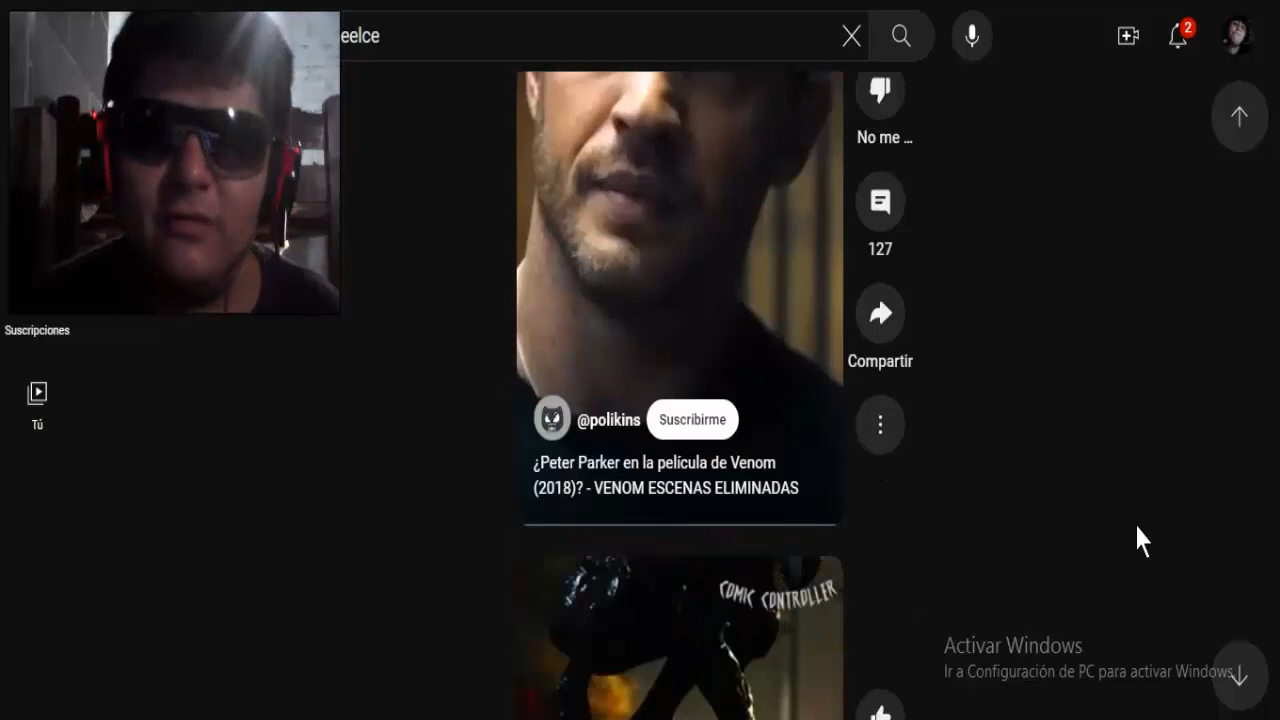 eelce
2
No me ...
127
Suscripciones
Compartir
Tú
@polikins
Suscribirme
¿Peter Parker en la película de Venom
(2018)? - VENOM ESCENAS ELIMINADAS
COMIC CONTROLLER
Activar Windows
Ir a Configuración de PC para activar Windows.